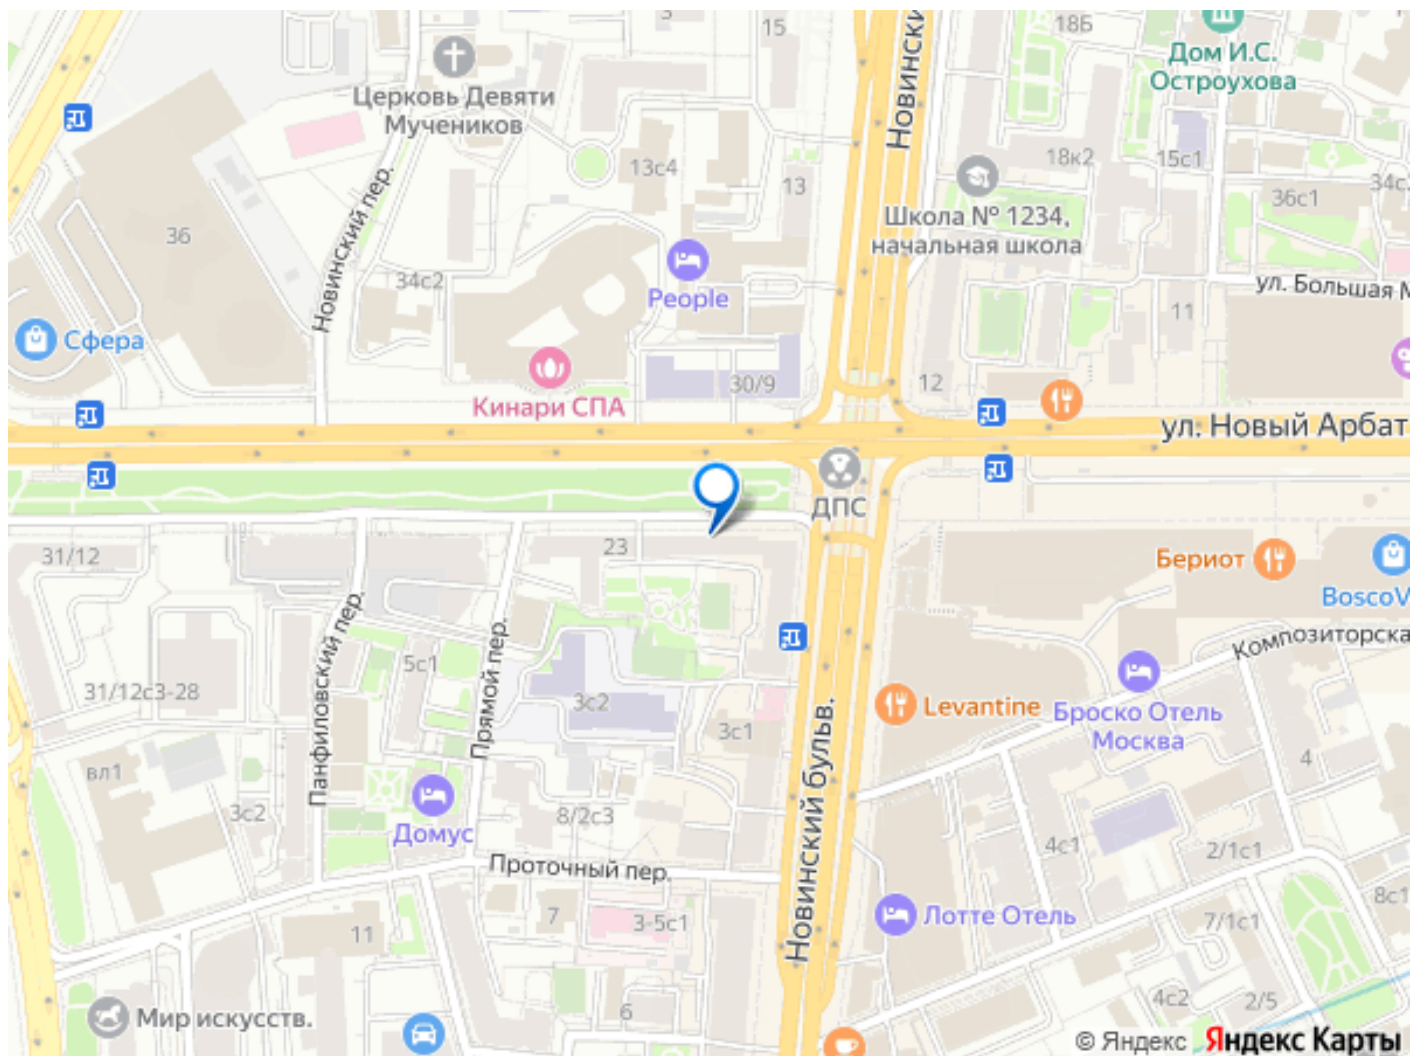 3
15
18Б
Новинский
Дом И.С.
Остроухова
Церковь Девяти
Мучеников
13с4
13
18к2
15с1
34с
36с1
Школа № 1234,
начальная школа
36
Новинский пер.
34с2
People
ул. Большая М
11
Сфера
30/9
12
Кинари СПА
ул. Новый Арбат
ДПС
31/12
23
Бериот
BoscoV
Композиторска
5с1
31/12с3-28
Панфиловский пер.
Прямой пер.
3с2
3с1
Levantine
Броско Отель
Москва
Новинский бульв.
вл1
3с2
8/2с3
4
Домус
4с1
2/1с1
Проточный пер.
7
3-5с1
11
Лотте Отель
7/1с1
8с1
6
4с2
2/5
Мир искусств.
© Яндекс Яндекс Карты